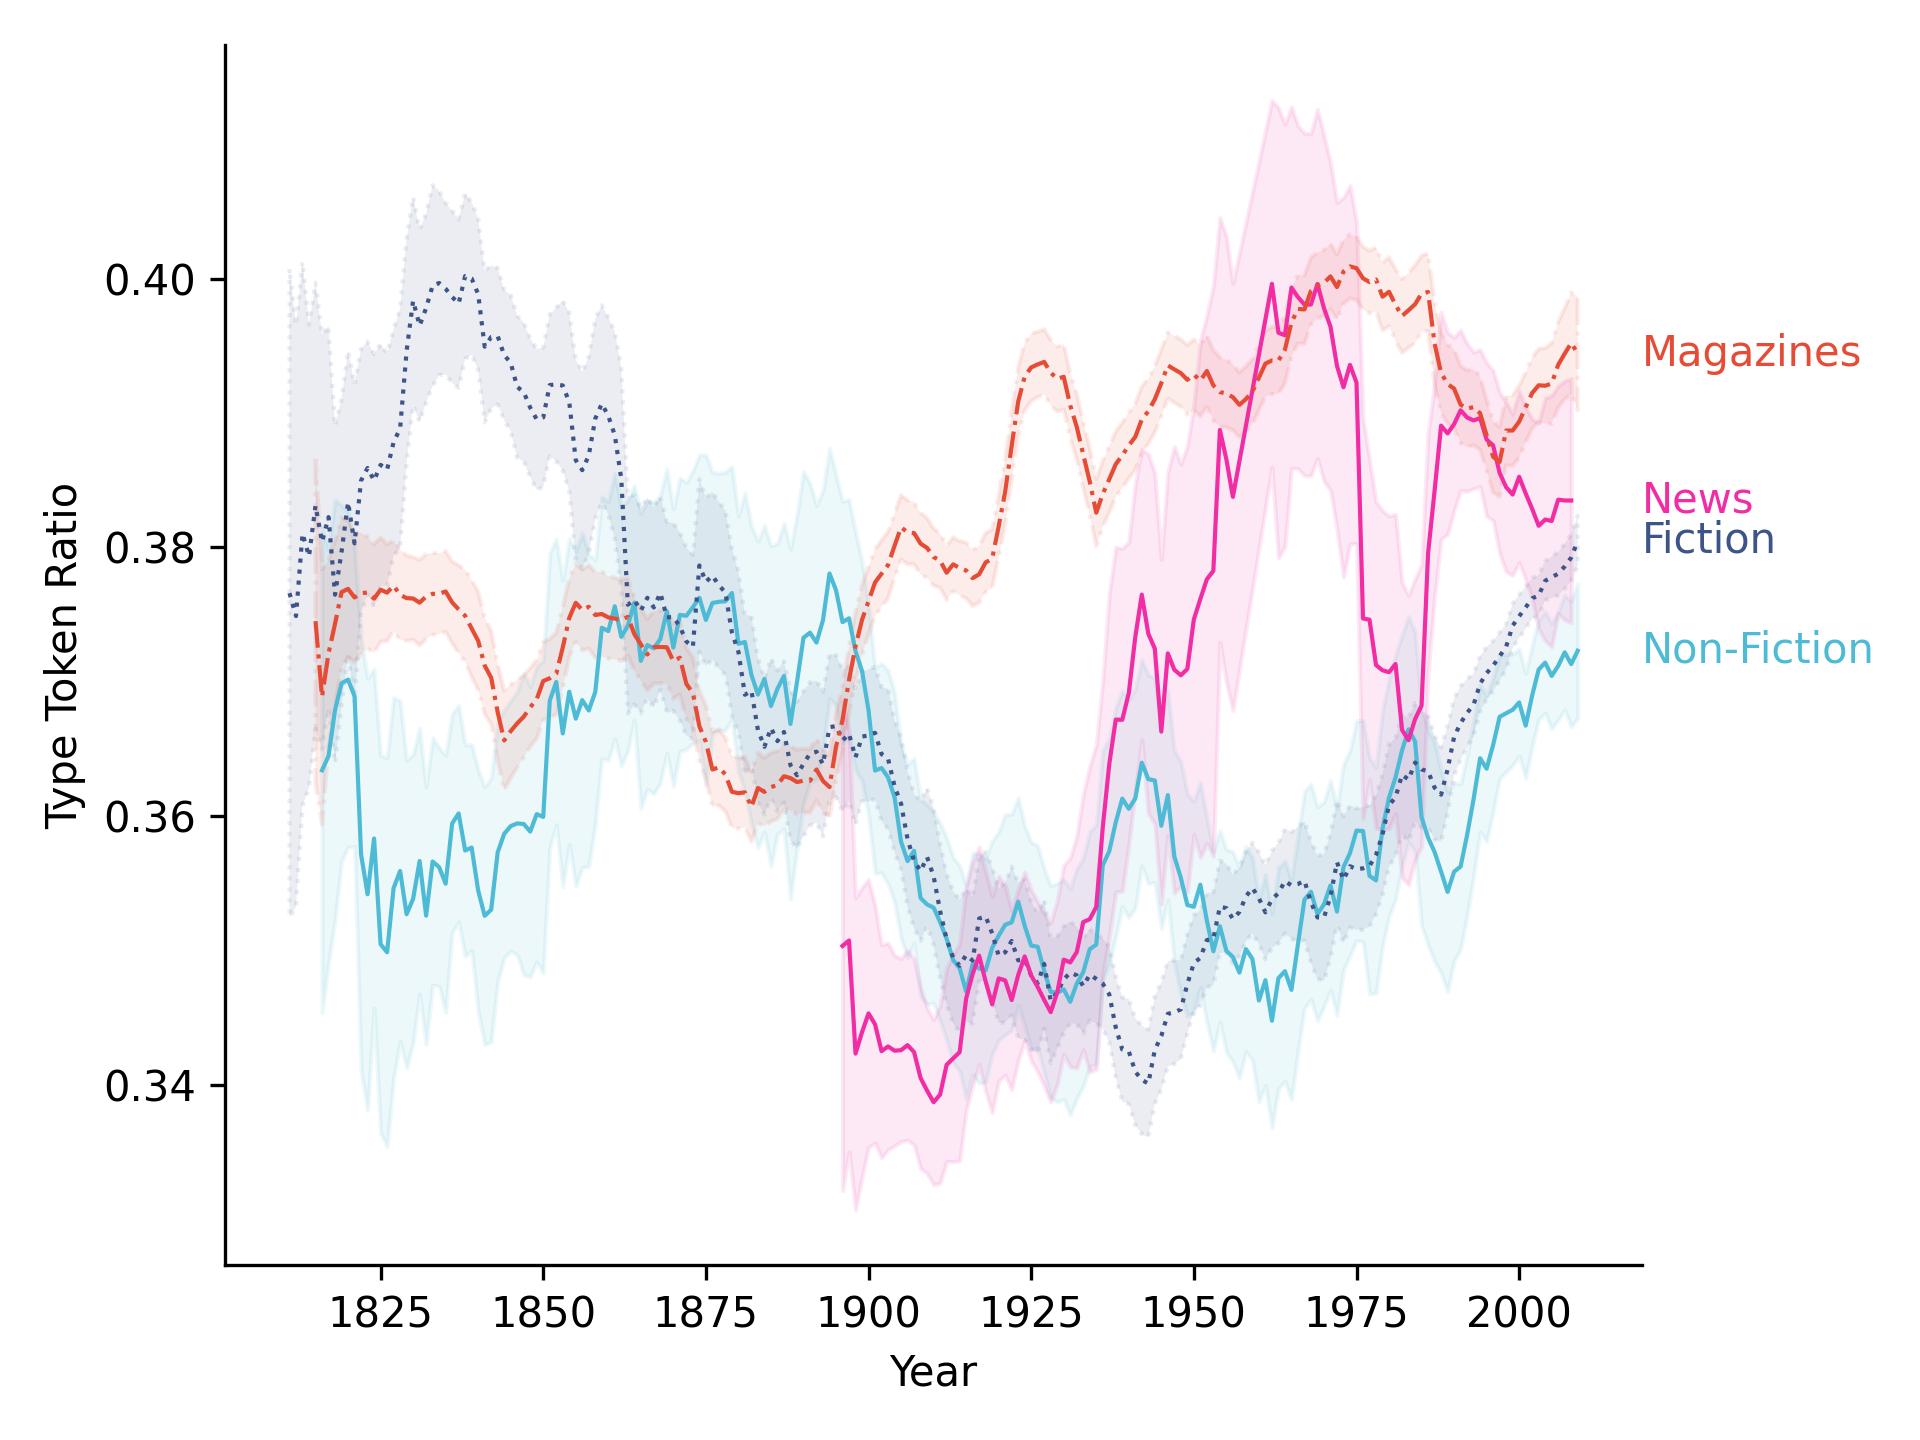 Type Token Ratio
0.40
0.38
0.36
0.34
1825 1850 1875 1900 1925 1950 1975 2000
Year
Magazines
News
Fiction
Non-Fiction